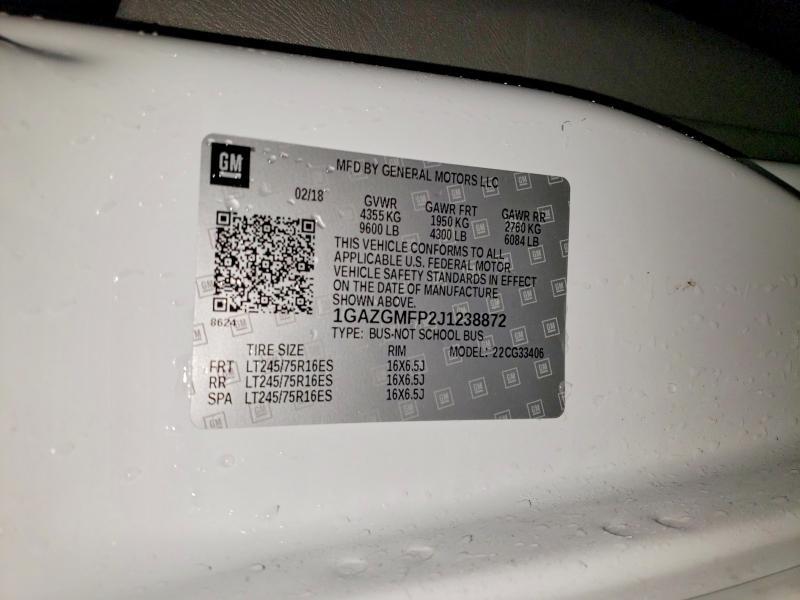 GM
MFD BY GENERAL MOTORS LLC
02/18
GVWR GAWR FRT GAWR RR
4355 KG 1950 KG 2760 KG
9600 LB 4300 LB 6084 LB
THIS VEHICLE CONFORMS TO ALL
APPLICABLE U.S. FEDERAL MOTOR
VEHICLE SAFETY STANDARDS IN EFFECT
ON THE DATE OF MANUFACTURE
SHOWN ABOVE.
8624
1GAZGMFP2J1238872
TYPE: BUS-NOT SCHOOL BUS
TIRE SIZE RIM MODEL: 22CG33406
FRT LT245/75R16ES 16X6.5J
RR LT245/75R16ES 16X6.5J
SPA LT245/75R16ES 16X6.5J